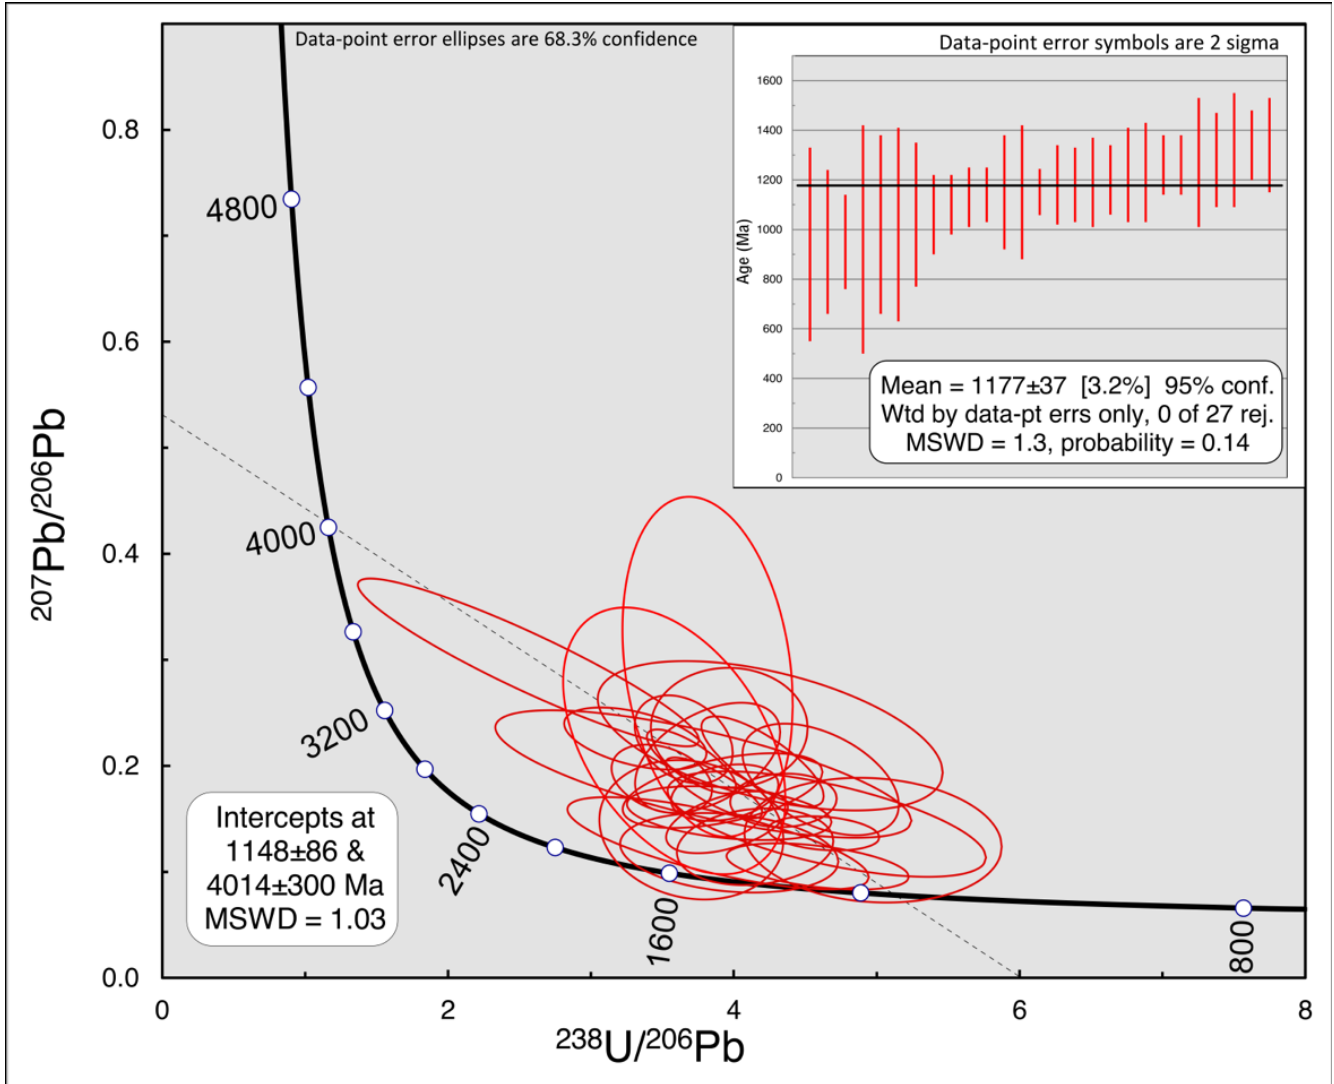 Data-point error ellipses are 68.3% confidence
Data-point error symbols are 2 sigma
1600
1400
1200
1000
800
600
400
200
0
Age (Ma)
Mean = 1177±37 [3.2%] 95% conf.
Wtd by data-pt errs only, 0 of 27 rej.
MSWD = 1.3, probability = 0.14
0.8
0.6
0.4
0.2
0.0
²⁰⁷Pb/²⁰⁶Pb
4800
4000
3200
2400
1600
800
Intercepts at
1148±86 &
4014±300 Ma
MSWD = 1.03
0
2
4
6
8
²³⁸U/²⁰⁶Pb